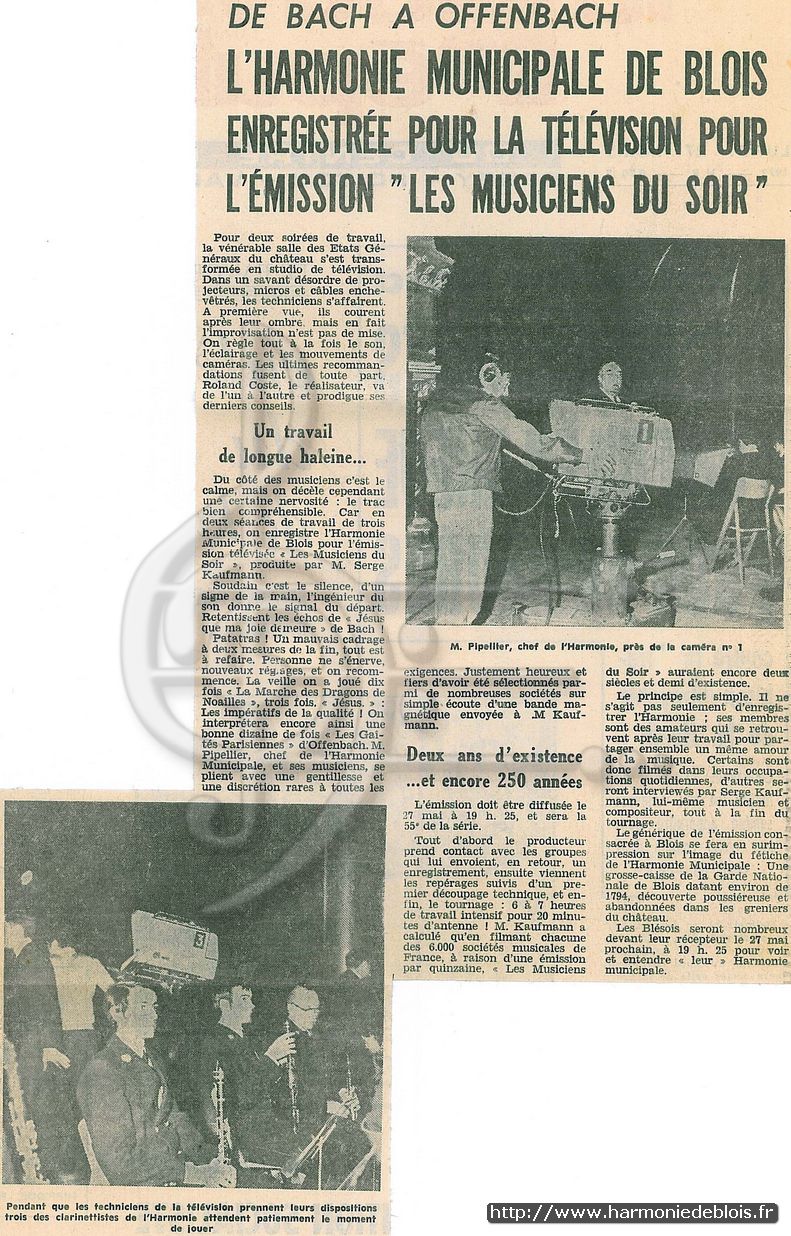 DE BACH A OFFENBACH
L'HARMONIE MUNICIPALE DE BLOIS
ENREGISTRÉE POUR LA TÉLÉVISION POUR
L'ÉMISSION " LES MUSICIENS DU SOIR "
Pour deux soirées de travail,
la vénérable salle des Etats Gé-
néraux du château s'est trans-
formée en studio de télévision.
Dans un savant désordre de pro-
jecteurs, micros et câbles enche-
vêtrés, les techniciens s'affairent.
A première vue, ils courent
après leur ombre, mais en fait
l'improvisation n'est pas de mise.
On règle tout à la fois le son,
l'éclairage et les mouvements de
caméras. Les ultimes recomman-
dations fusent de toute part,
Roland Coste, le réalisateur, va
de l'un à l'autre et prodigue ses
derniers conseils.
Un travail
de longue haleine...
Du côté des musiciens c'est le
calme, mais on décèle cependant
une certaine nervosité : le trac
bien compréhensible. Car en
deux séances de travail de trois
heures, on enregistre l'Harmonie
Municipale de Blois pour l'émis-
sion télévisée « Les Musiciens du
Soir », produite par M. Serge
Kaufmann.
Soudain c'est le silence, d'un
signe de la main, l'ingénieur du
son donne le signal du départ.
Retentissent les échos de « Jésus
que ma joie demeure » de Bach !
Patatras ! Un mauvais cadrage
à deux mesures de la fin, tout est
à refaire. Personne ne s'énerve,
nouveaux réglages, et on recom-
mence. La veille on a joué dix
fois « La Marche des Dragons de
Noailles », trois fois. « Jésus. » :
Les impératifs de la qualité ! On
interprétera encore ainsi une
bonne dizaine de fois « Les Gai-
tés Parisiennes » d'Offenbach. M.
Pipellier, chef de l'Harmonie
Municipale, et ses musiciens, se
plient avec une gentillesse et
une discrétion rares à toutes les
1
M. Pipellier, chef de l'Harmonie, près de la caméra n° 1
exigences. Justement heureux et
fiers d'avoir été sélectionnés par-
mi de nombreuses sociétés sur
simple écoute d'une bande ma-
gnétique envoyée à .M Kauf-
mann.
Deux ans d'existence
...et encore 250 années
L'émission doit être diffusée le
27 mai à 19 h. 25, et sera la
55e de la série.
Tout d'abord le producteur
prend contact avec les groupes
qui lui envoient, en retour, un
enregistrement, ensuite viennent
les repérages suivis d'un pre-
mier découpage technique, et en-
fin, le tournage : 6 à 7 heures
de travail intensif pour 20 minu-
tes d'antenne ! M. Kaufmann a
calculé qu'en filmant chacune
des 6.000 sociétés musicales de
France, à raison d'une émission
par quinzaine, « Les Musiciens
du Soir » auraient encore deux
siècles et demi d'existence.
Le principe est simple. Il ne
s'agit pas seulement d'enregis-
trer l'Harmonie ; ses membres
sont des amateurs qui se retrou-
vent après leur travail pour par-
tager ensemble un même amour
de la musique. Certains sont
donc filmés dans leurs occupa-
tions quotidiennes, d'autres se-
ront interviewés par Serge Kauf-
mann, lui-même musicien et
compositeur, tout à la fin du
tournage.
Le générique de l'émission con-
sacrée à Blois se fera en surim-
pression sur l'image du fétiche
de l'Harmonie Municipale : Une
grosse-caisse de la Garde Natio-
nale de Blois datant environ de
1794, découverte poussiéreuse et
abandonnées dans les greniers
du château.
Les Blésois seront nombreux
devant leur récepteur le 27 mai
prochain, à 19 h. 25 pour voir
et entendre « leur » Harmonie
municipale.
3
Pendant que les techniciens de la télévision prennent leurs dispositions
trois des clarinettistes de l'Harmonie attendent patiemment le moment
de jouer
http://www.harmoniedeblois.fr